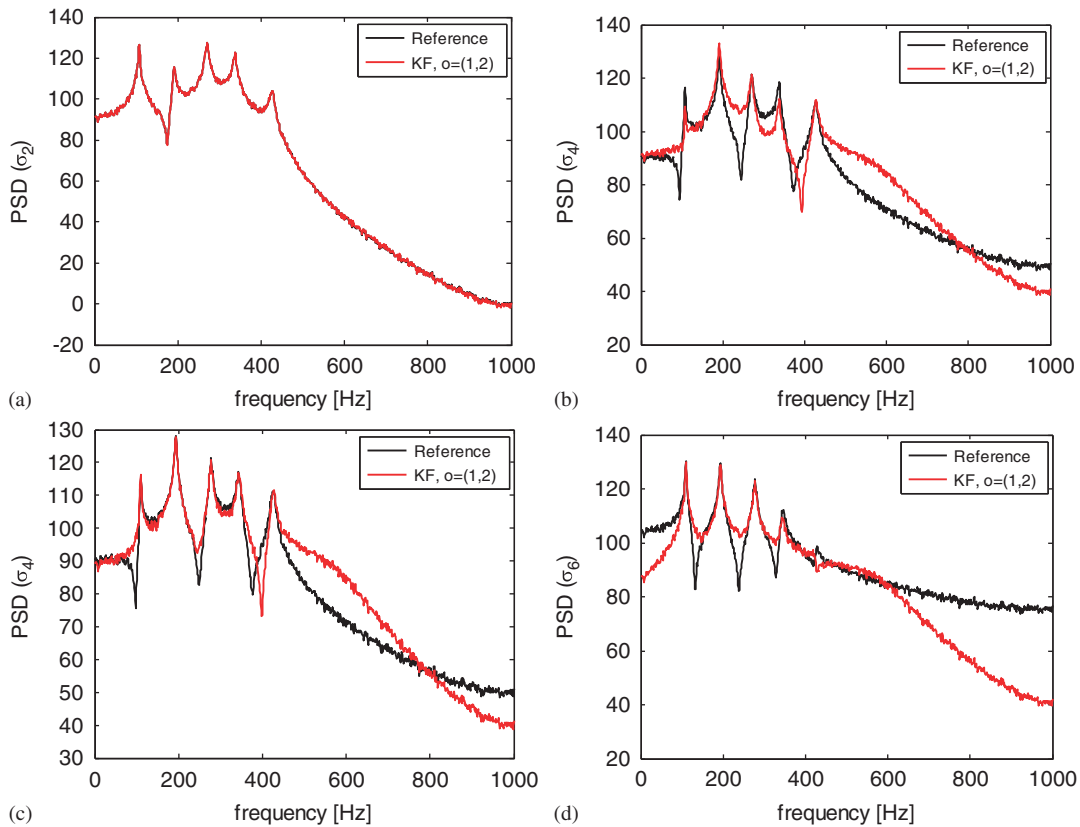 140
120
100
80
60
40
20
0
-20
PSD (σ2)
Reference
KF, o=(1,2)
0 200 400 600 800 1000
(a) frequency [Hz]
140
120
100
80
60
40
20
PSD (σ4)
Reference
KF, o=(1,2)
0 200 400 600 800 1000
(b) frequency [Hz]
130
120
110
100
90
80
70
60
50
40
30
PSD (σ4)
Reference
KF, o=(1,2)
0 200 400 600 800 1000
(c) frequency [Hz]
140
120
100
80
60
40
20
PSD (σ6)
Reference
KF, o=(1,2)
0 200 400 600 800 1000
(d) frequency [Hz]